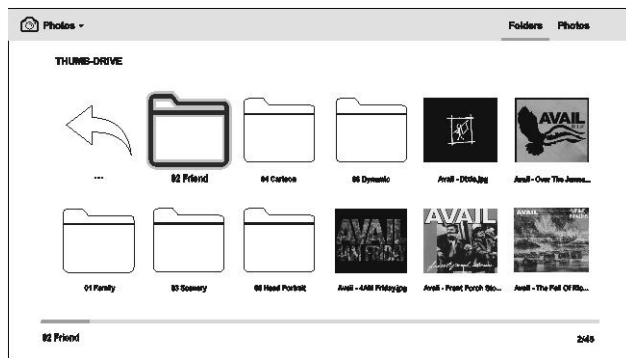 Photos
Folders Photos
THUMB-DRIVE
...
02 Friend
04 Cartoon
06 Dynamic
Avail - Dixie.jpg
Avail - Over The James...
AVAIL
01 Family
03 Scenery
05 Head Portrait
Avail - 4AM Friday.jpg
Avail - Front Porch Sto...
Avail - The Fall Of Ric...
AVAIL
AVAIL
AVAIL
02 Friend
2/45